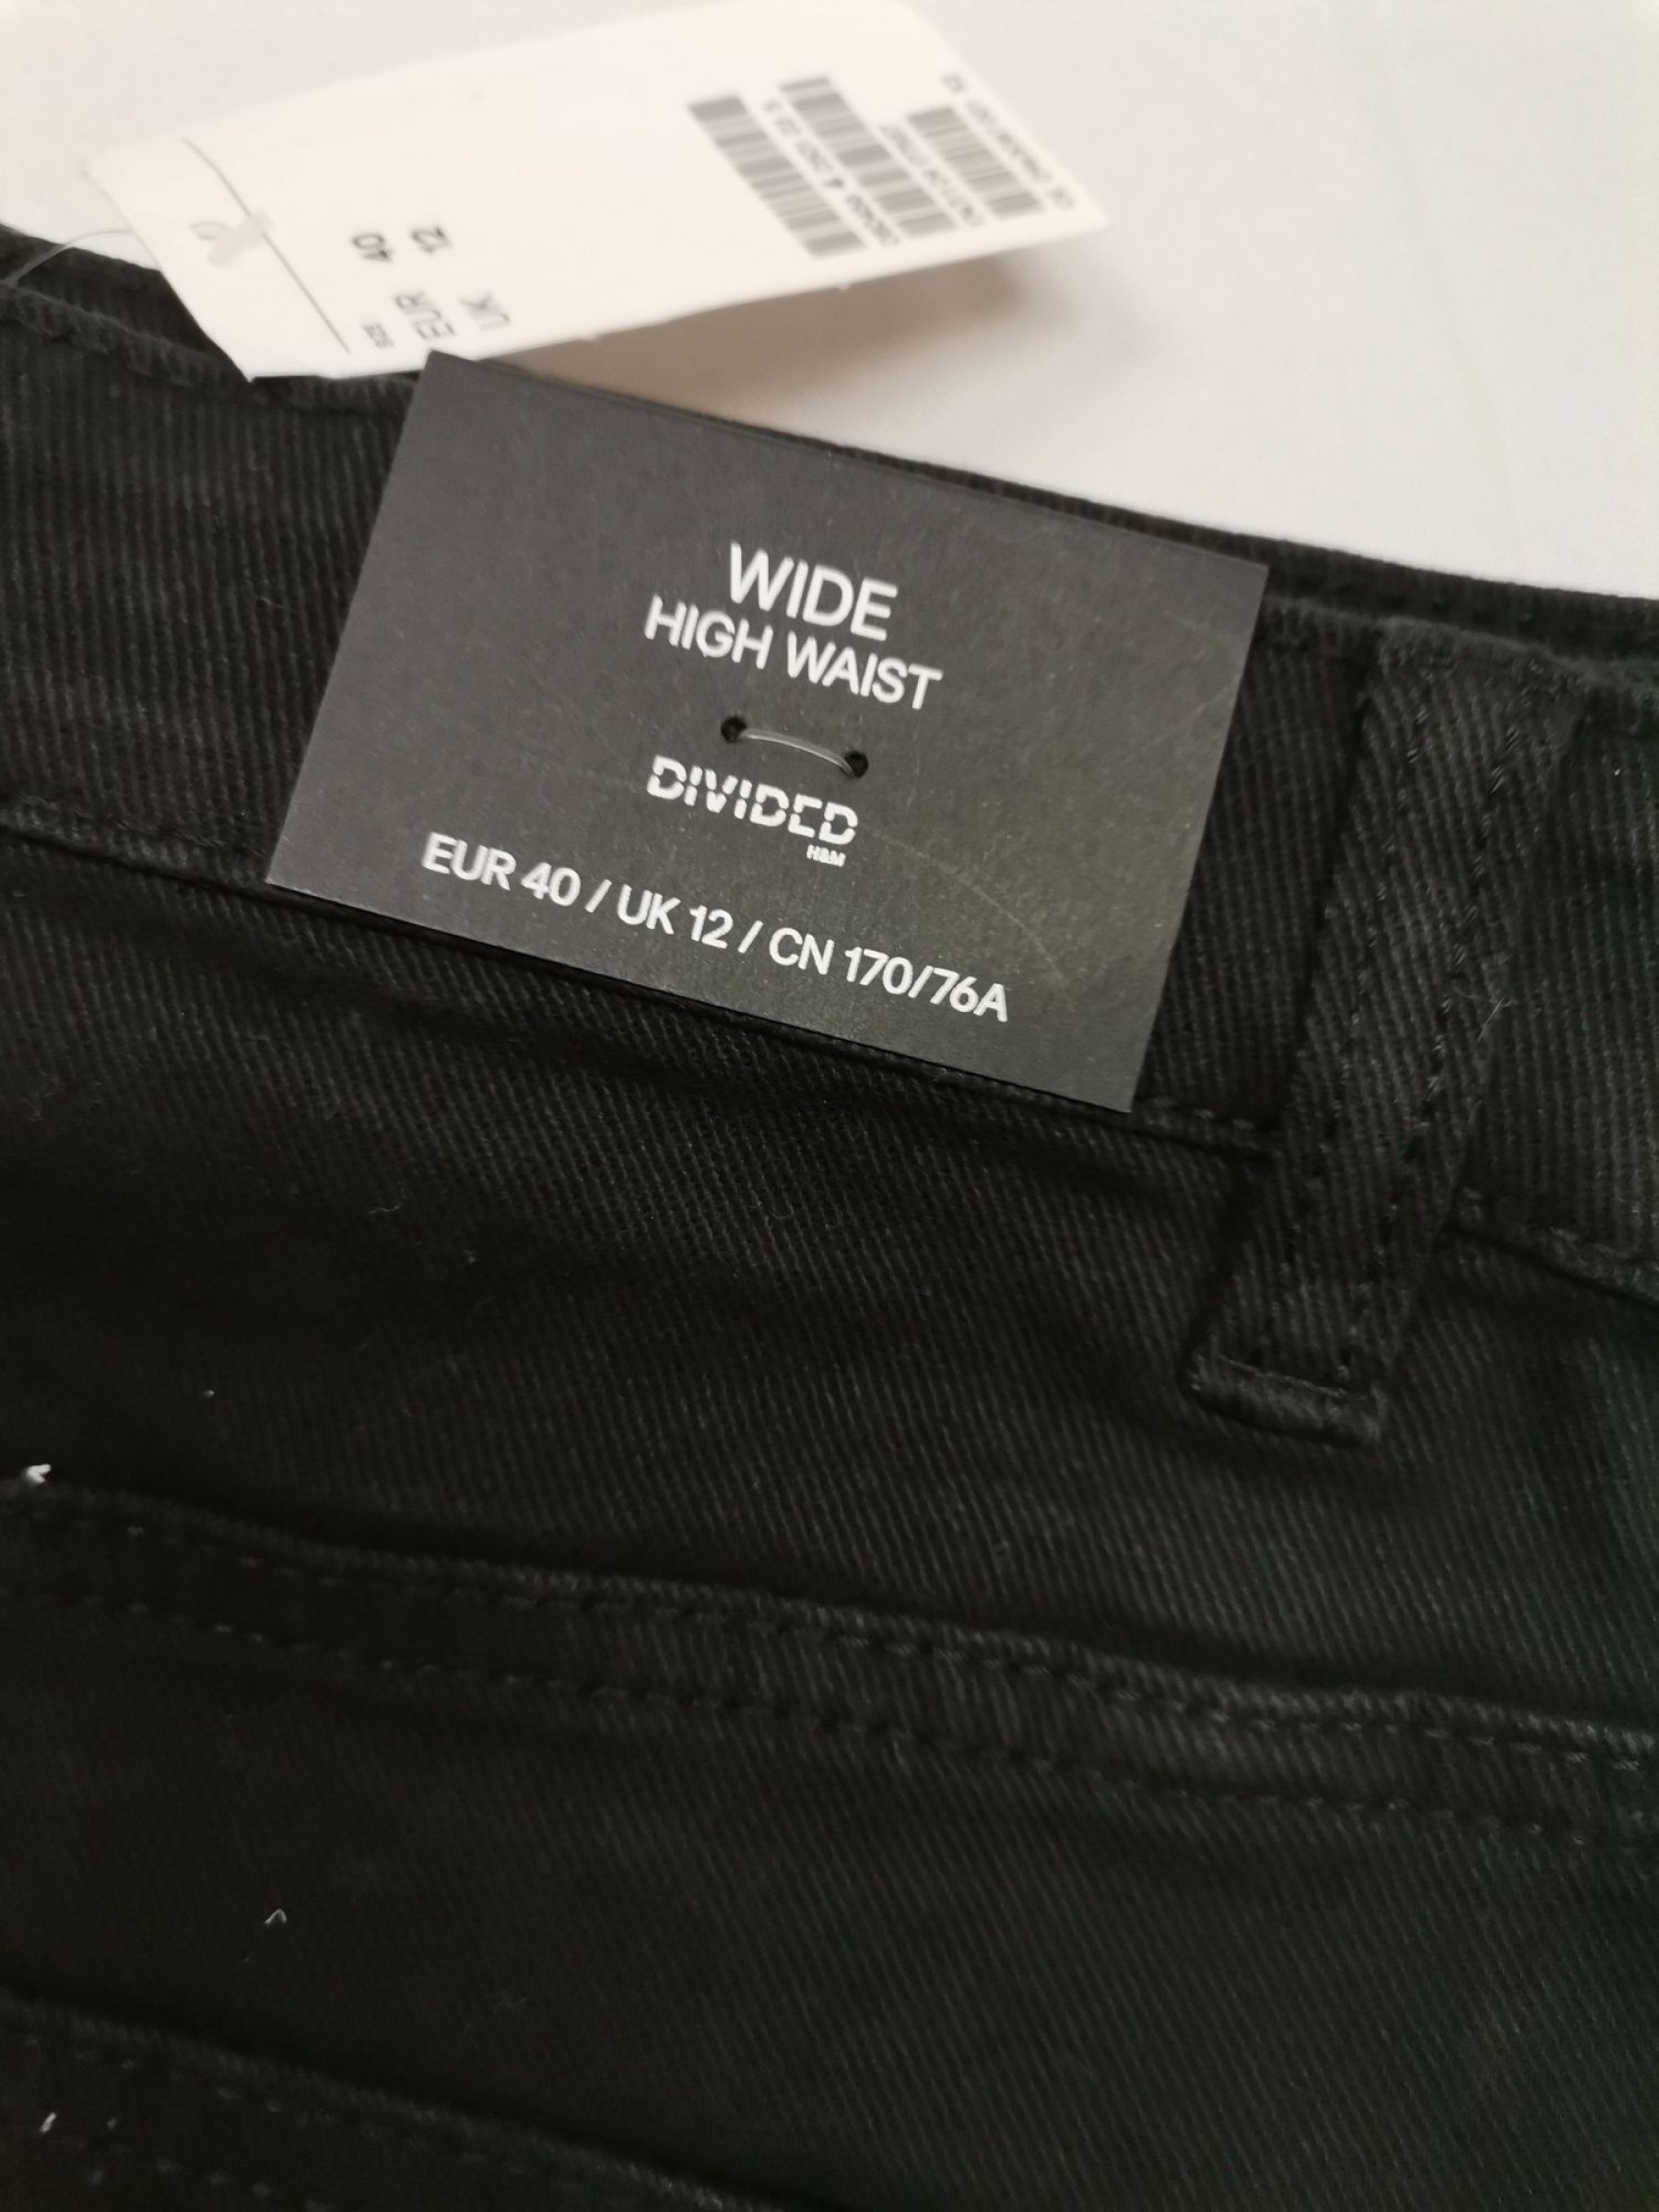 SIZE
EUR 40
UK 12
WIDE
HIGH WAIST
DIVIDED
H&M
EUR 40 / UK 12 / CN 170/76A